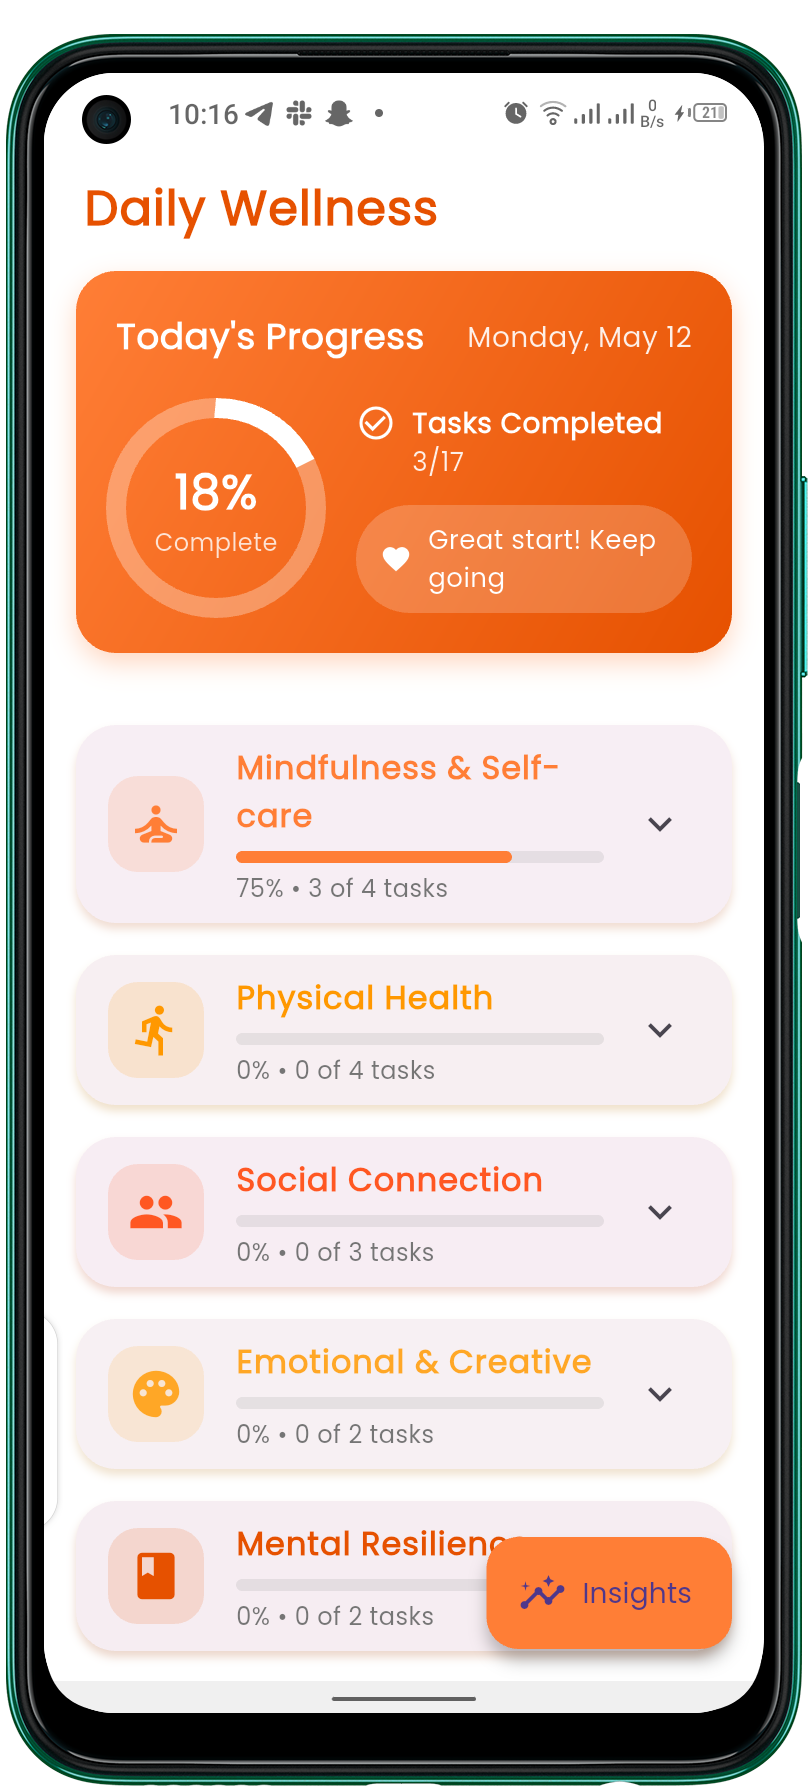 10:16
0
B/s
21
Daily Wellness
Today's Progress
Monday, May 12
18%
Complete
Tasks Completed
3/17
Great start! Keep
going
Mindfulness & Self-
care
75% • 3 of 4 tasks
Physical Health
0% • 0 of 4 tasks
Social Connection
0% • 0 of 3 tasks
Emotional & Creative
0% • 0 of 2 tasks
Mental Resilienc
0% • 0 of 2 tasks
Insights